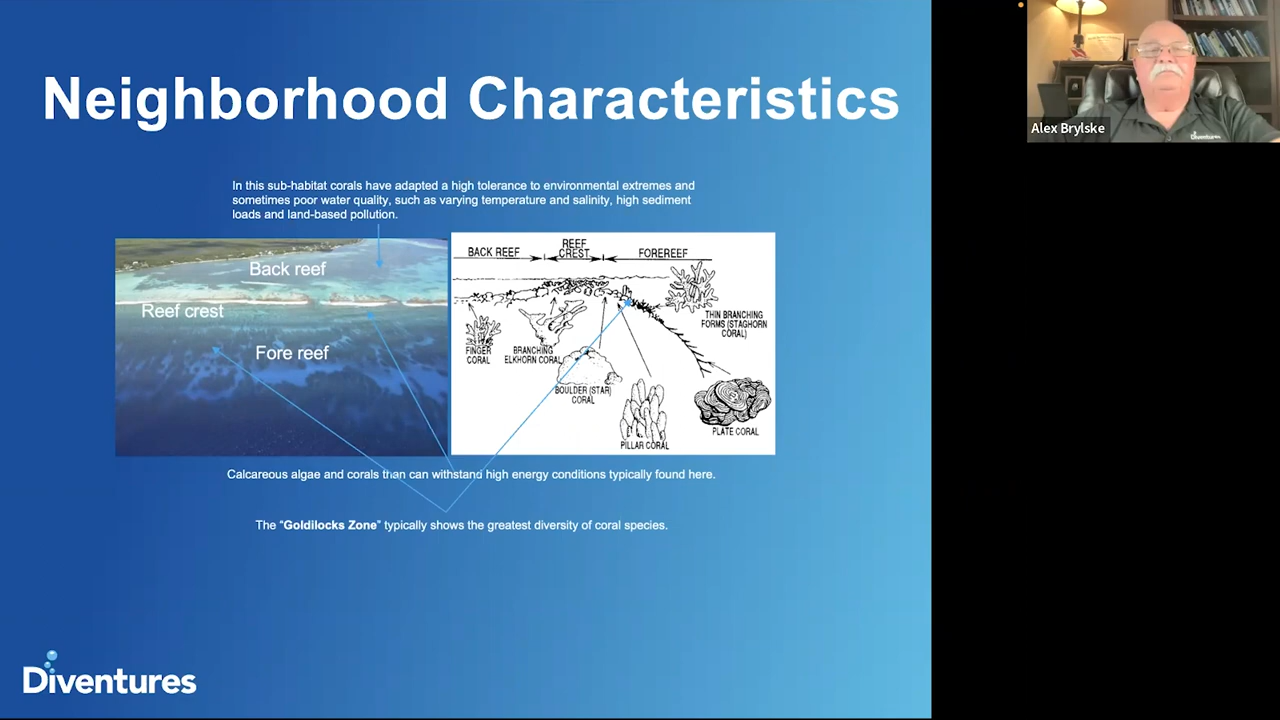 Neighborhood Characteristics
Alex Brylske
Diventures
In this sub-habitat corals have adapted a high tolerance to environmental extremes and
sometimes poor water quality, such as varying temperature and salinity, high sediment
loads and land-based pollution.
Back reef
Reef crest
Fore reef
BACK REEF
REEF
CREST
FOREREEF
THIN BRANCHING
FORMS (STAGHORN
CORAL)
FINGER
CORAL
BRANCHING
ELKHORN CORAL
BOULDER (STAR)
CORAL
PILLAR CORAL
PLATE CORAL
Calcareous algae and corals than can withstand high energy conditions typically found here.
The "Goldilocks Zone" typically shows the greatest diversity of coral species.
Diventures